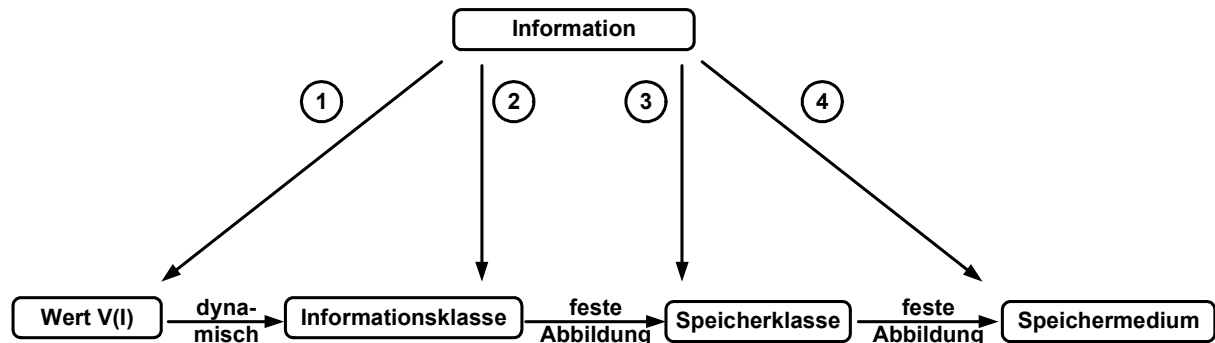 Information
1
2
3
4
Wert V(I)
dyna-
misch
Informationsklasse
feste
Abbildung
Speicherklasse
feste
Abbildung
Speichermedium